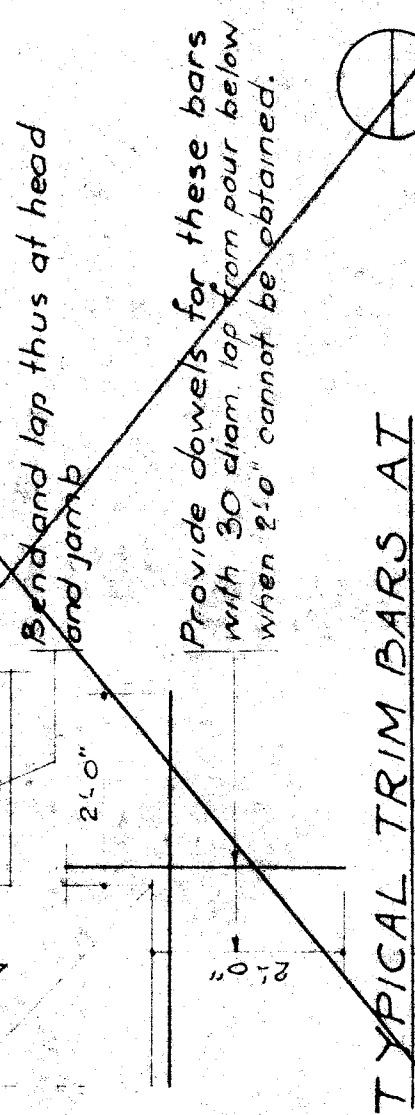 Bend and lap thus at head
and jamb
Provide dowels for these bars
with 30 diam. lap from pour below
when 2'-0" cannot be obtained.
2'-0"
2'-0"
TYPICAL TRIM BARS AT